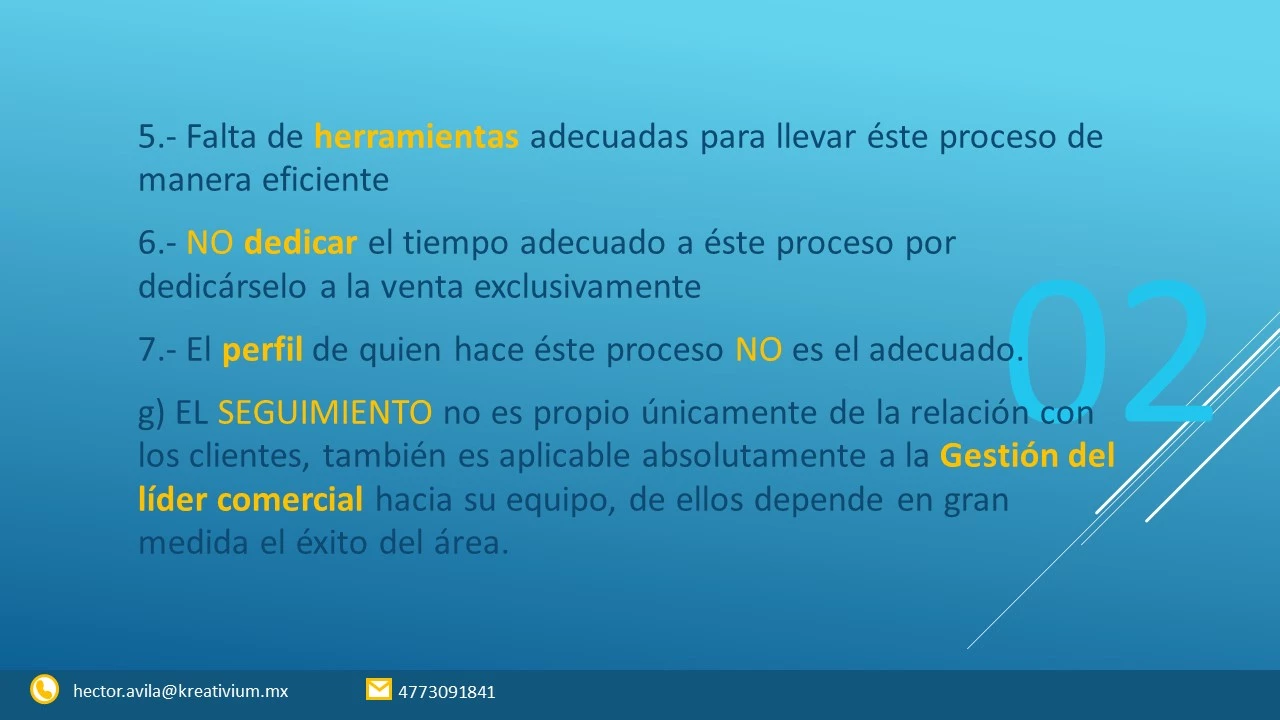 5.- Falta de herramientas adecuadas para llevar éste proceso de
manera eficiente
6.- NO dedicar el tiempo adecuado a éste proceso por
dedicárselo a la venta exclusivamente
7.- El perfil de quien hace éste proceso NO es el adecuado.
02
g) EL SEGUIMIENTO no es propio únicamente de la relación con
los clientes, también es aplicable absolutamente a la Gestión del
líder comercial hacia su equipo, de ellos depende en gran
medida el éxito del área.
hector.avila@kreativium.mx
4773091841